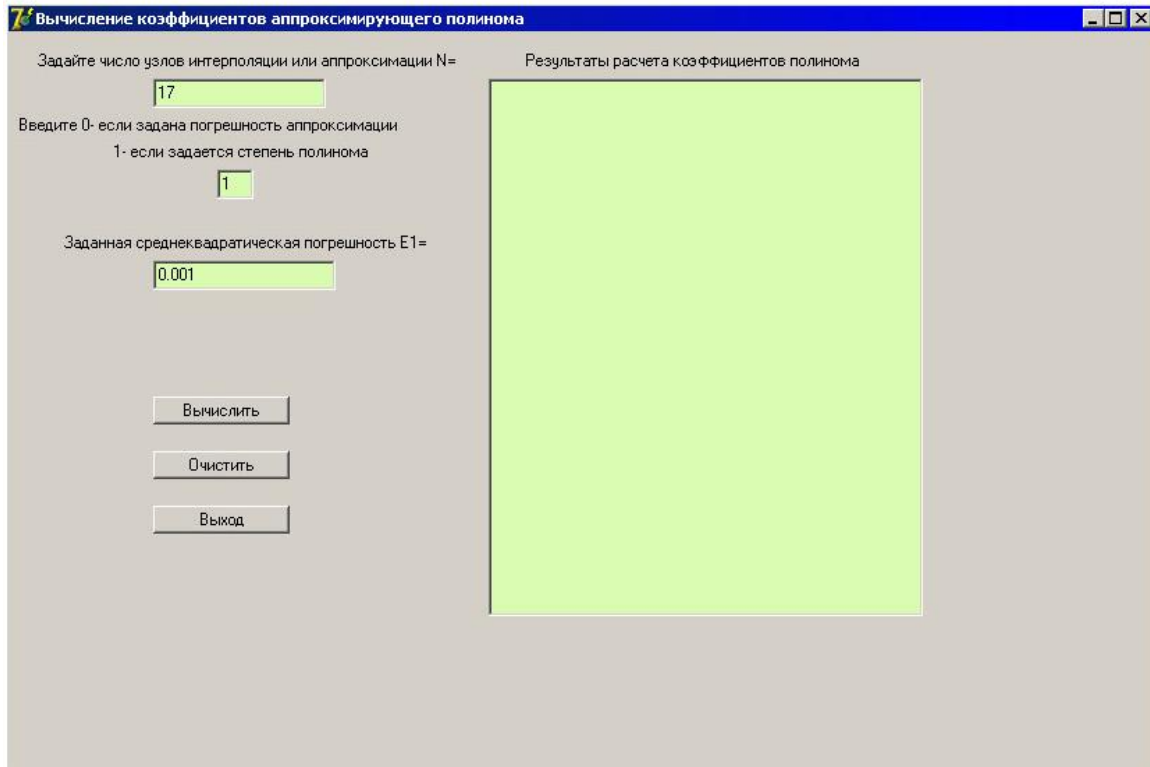 Вычисление коэффициентов аппроксимирующего полинома
Задайте число узлов интерполяции или аппроксимации N=
17
Введите 0- если задана погрешность аппроксимации
1- если задается степень полинома
1
Заданная среднеквадратическая погрешность E1=
0.001
Вычислить
Очистить
Выход
Результаты расчета коэффициентов полинома